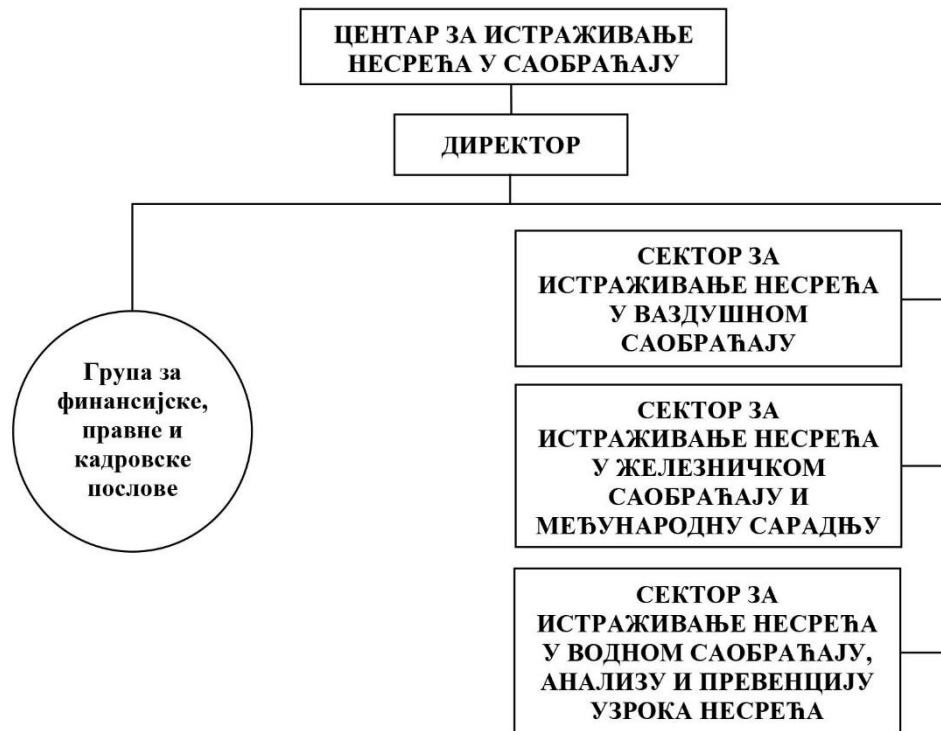 ЦЕНТАР ЗА ИСТРАЖИВАЊЕ
НЕСРЕЋА У САОБРАЋАЈУ
ДИРЕКТОР
Група за
финансијске,
правне и
кадровске
послове
СЕКТОР ЗА
ИСТРАЖИВАЊЕ НЕСРЕЋА
У ВАЗДУШНОМ
САОБРАЋАЈУ
СЕКТОР ЗА
ИСТРАЖИВАЊЕ НЕСРЕЋА
У ЖЕЛЕЗНИЧКОМ
САОБРАЋАЈУ И
МЕЂУНАРОДНУ САРАДЊУ
СЕКТОР ЗА
ИСТРАЖИВАЊЕ НЕСРЕЋА
У ВОДНОМ САОБРАЋАЈУ,
АНАЛИЗУ И ПРЕВЕНЦИЈУ
УЗРОКА НЕСРЕЋА